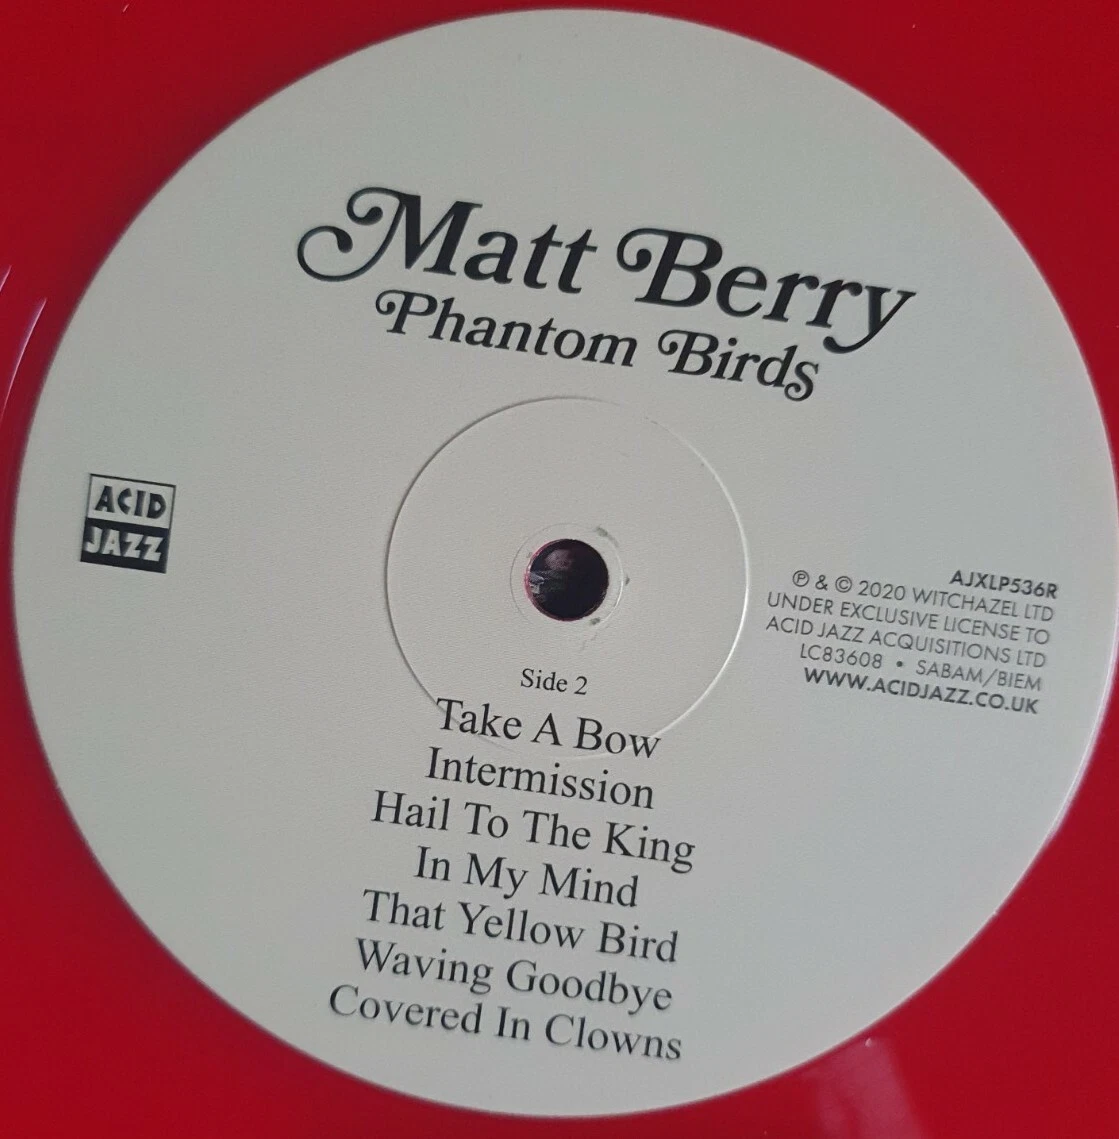 Matt Berry
Phantom Birds
ACID
JAZZ
AJXLP536R
℗ & © 2020 WITCHAZEL LTD
UNDER EXCLUSIVE LICENSE TO
ACID JAZZ ACQUISITIONS LTD
LC83608 • SABAM/BIEM
WWW.ACIDJAZZ.CO.UK
Side 2
Take A Bow
Intermission
Hail To The King
In My Mind
That Yellow Bird
Waving Goodbye
Covered In Clowns